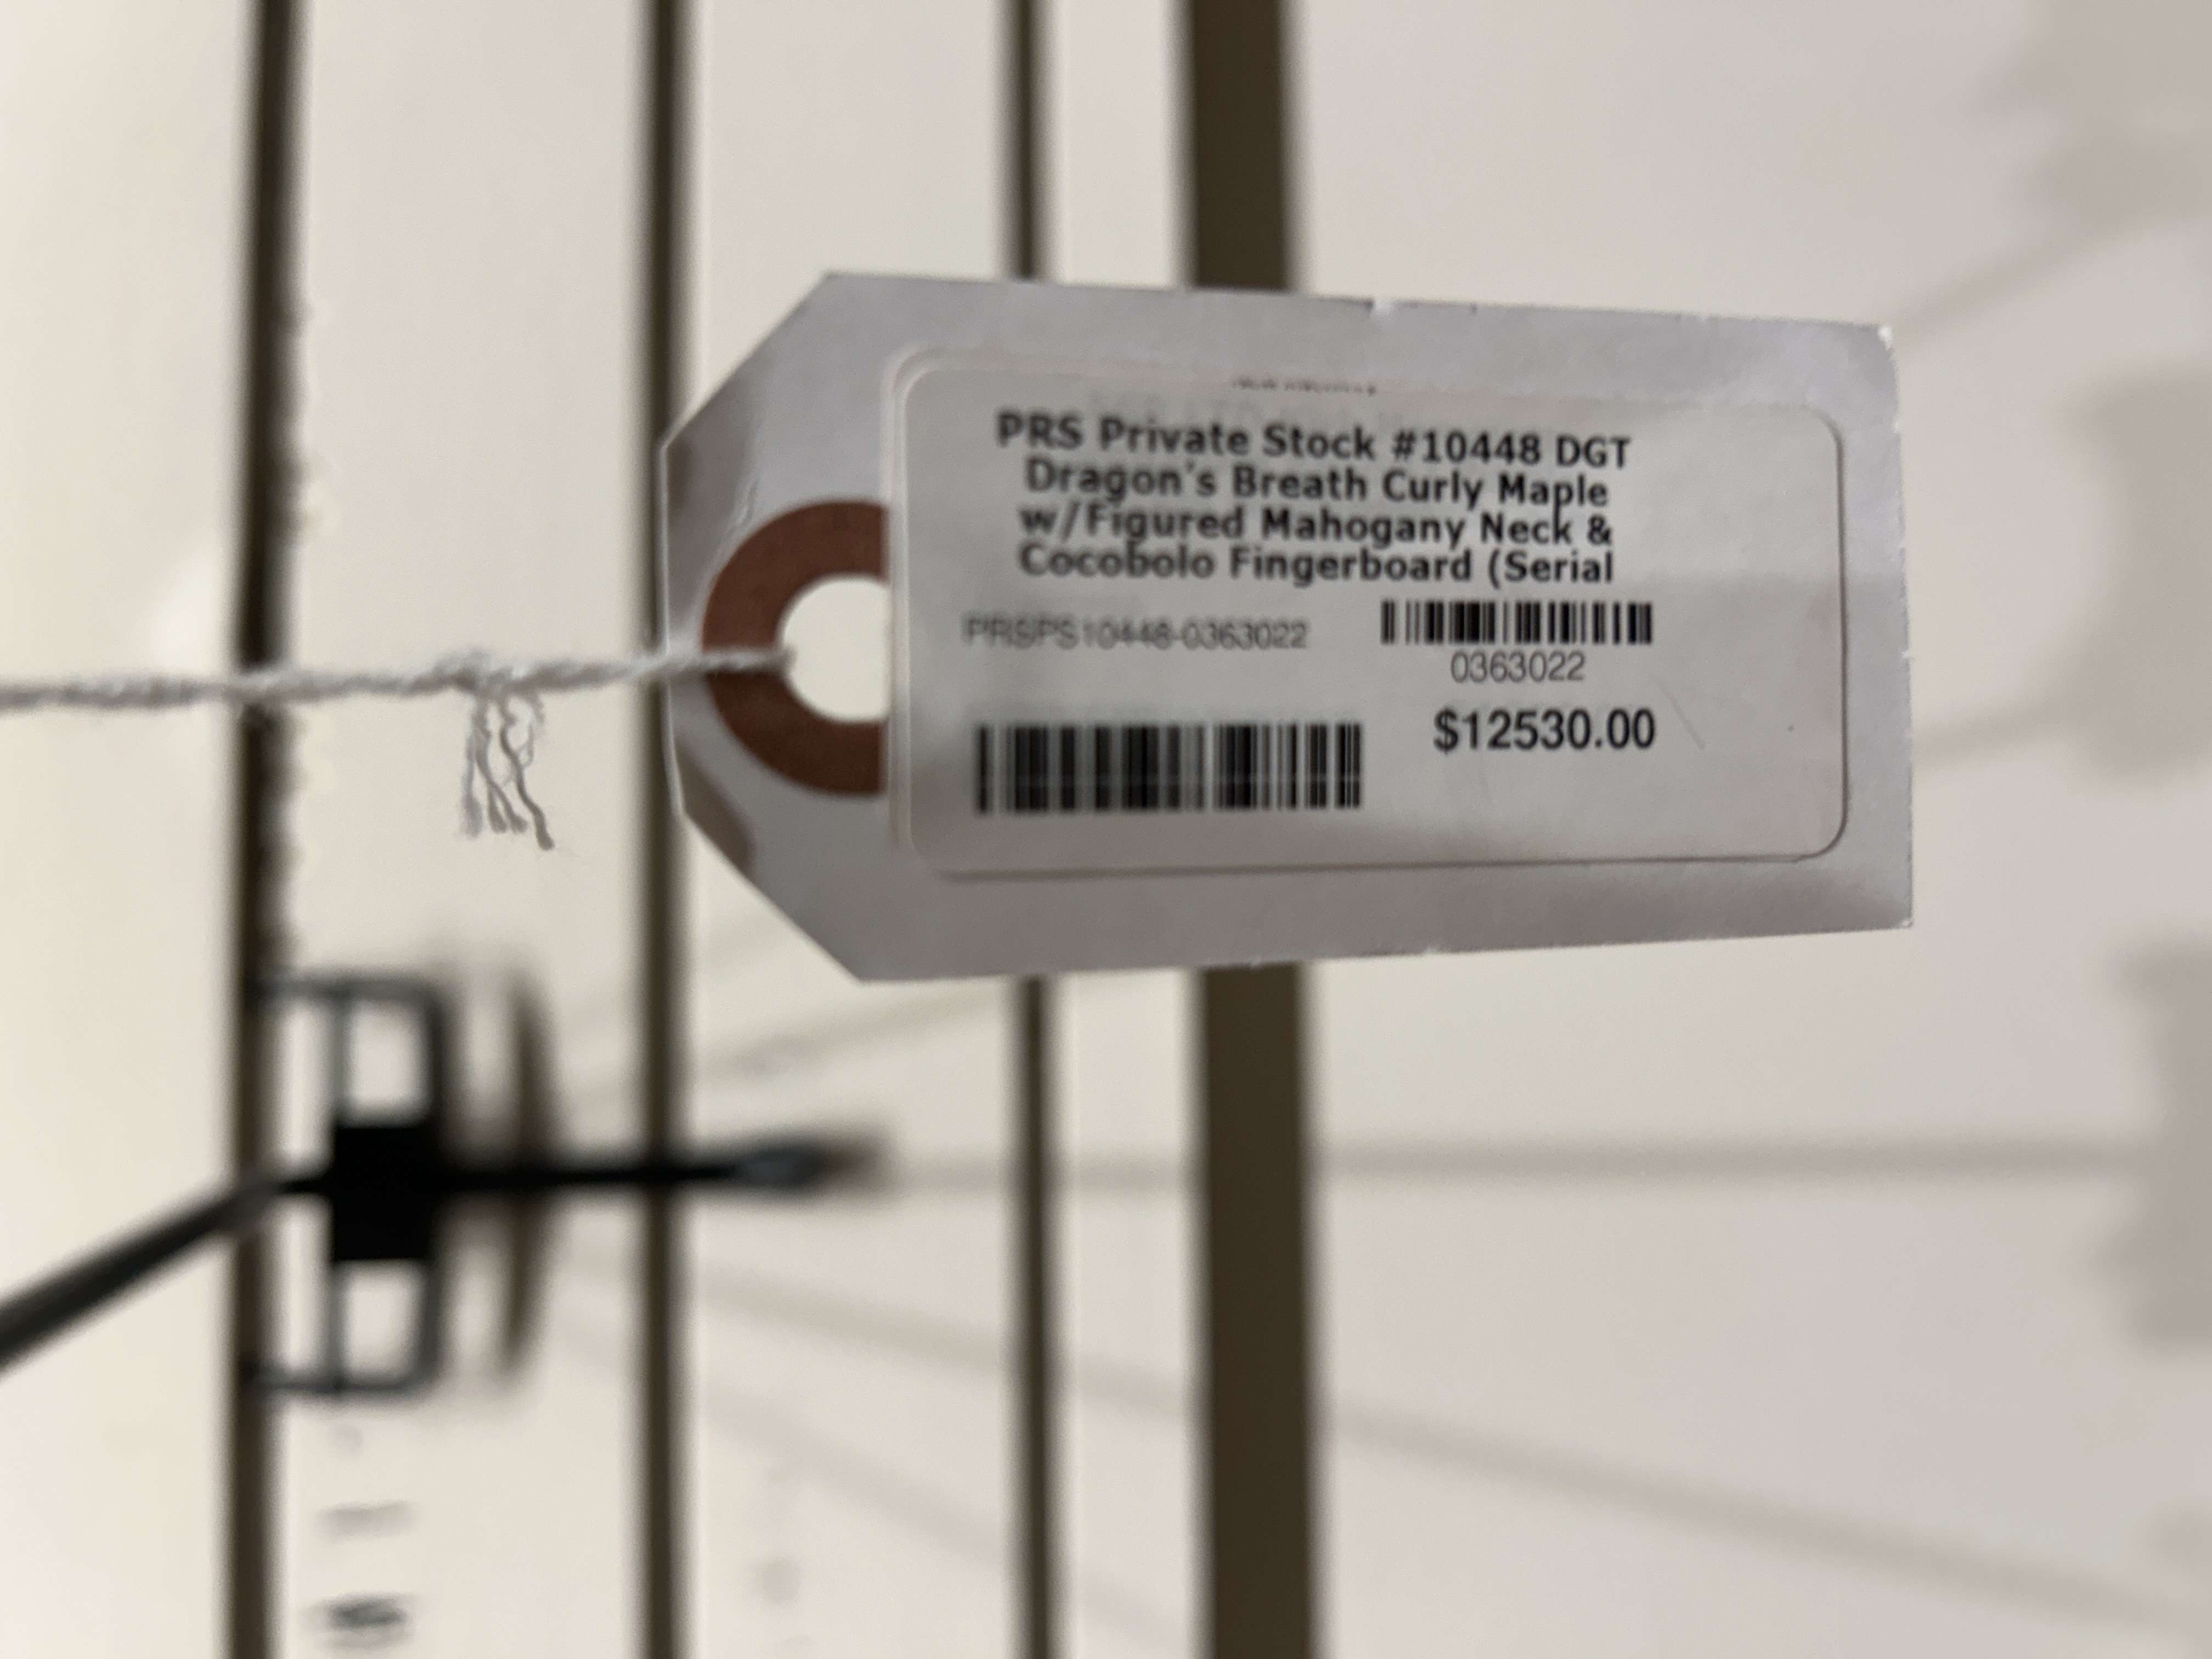 PRS Private Stock #10448 DGT
Dragon's Breath Curly Maple
w/Figured Mahogany Neck &
Cocobolo Fingerboard (Serial
PRSPS10448-0363022
0363022
$12530.00